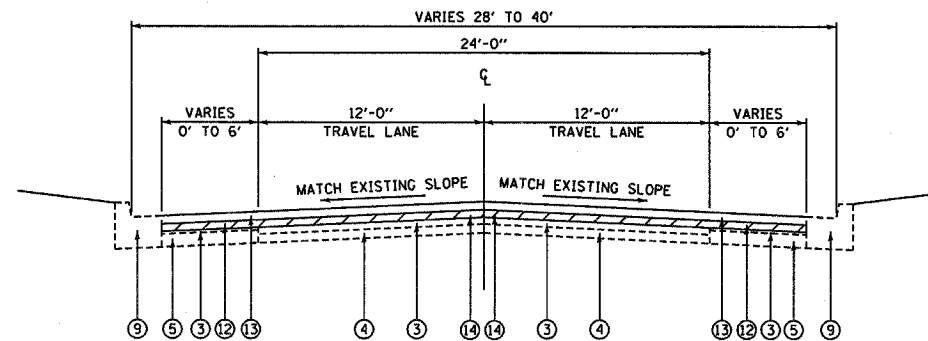 VARIES 28' TO 40'
24'-0"
℄
VARIES
0' TO 6'
12'-0"
TRAVEL LANE
12'-0"
TRAVEL LANE
VARIES
0' TO 6'
MATCH EXISTING SLOPE
MATCH EXISTING SLOPE
9 5 3 12 13 4 3 14 14 3 4 13 12 3 5 9